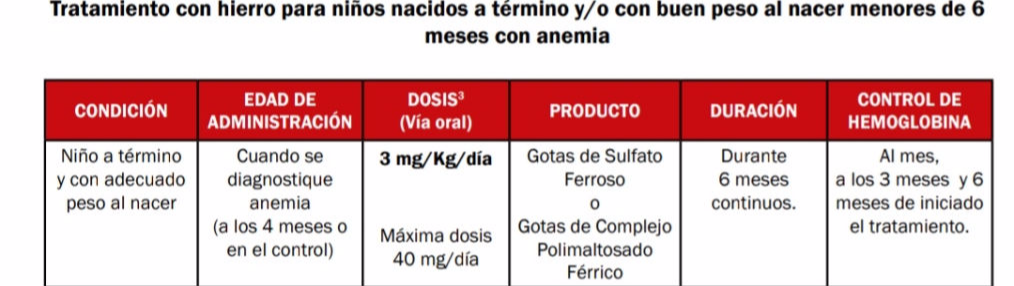 Tratamiento con hierro para niños nacidos a término y/o con buen peso al nacer menores de 6
meses con anemia
CONDICIÓN
EDAD DE
ADMINISTRACIÓN
DOSIS³
(Vía oral)
PRODUCTO
DURACIÓN
CONTROL DE
HEMOGLOBINA
Niño a término
y con adecuado
peso al nacer
Cuando se
diagnostique
anemia
(a los 4 meses o
en el control)
3 mg/Kg/día
Máxima dosis
40 mg/día
Gotas de Sulfato
Ferroso
o
Gotas de Complejo
Polimaltosado
Férrico
Durante
6 meses
continuos.
Al mes,
a los 3 meses y 6
meses de iniciado
el tratamiento.